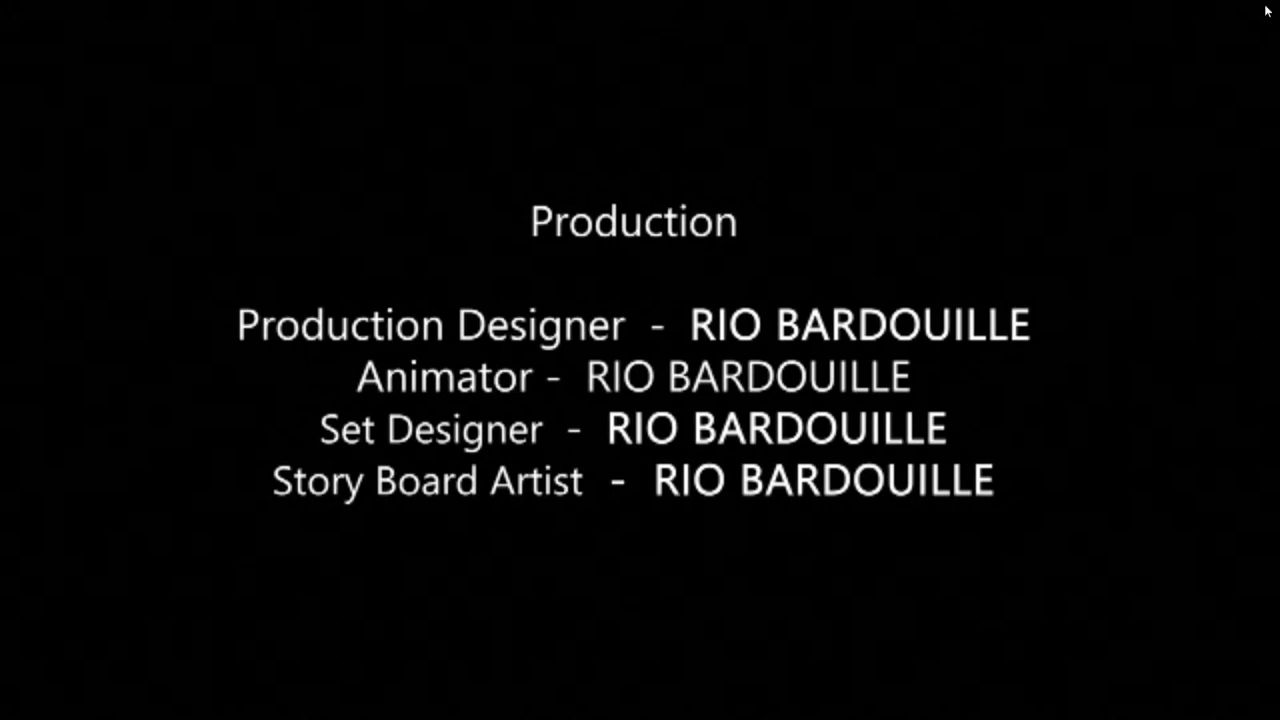 Production
Production Designer - RIO BARDOUILLE
Animator - RIO BARDOUILLE
Set Designer - RIO BARDOUILLE
Story Board Artist - RIO BARDOUILLE